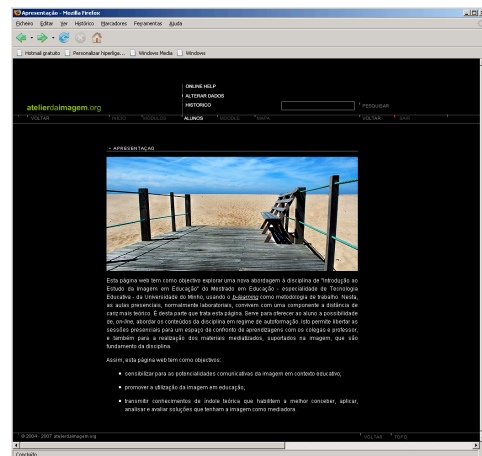 Apresentação - Mozilla Firefox
Ficheiro Editar Ver Histórico Marcadores Ferramentas Ajuda
Hotmail gratuito Personalizar hiperliga... Windows Media Windows
ONLINE HELP
ALTERAR DADOS
HISTORICO
PESQUISAR
atelierdaimagem.org
VOLTAR INÍCIO MÓDULOS ALUNOS MOODLE MAPA VOLTAR SAIR
APRESENTAÇÃO
Esta página web tem como objectivo explorar uma nova abordagem à disciplina de "Introdução ao
Estudo da Imagem em Educação" do Mestrado em Educação - especialidade de Tecnologia
Educativa - da Universidade do Minho, usando o b-learning como metodologia de trabalho. Nesta,
as aulas presenciais, normalmente laboratoriais, convivem com uma componente a distância de
cariz mais teórico. É desta parte que trata esta página. Serve para oferecer ao aluno a possibilidade
de, on-line, abordar os conteúdos da disciplina em regime de autoformação. Isto permite libertar as
sessões presenciais para um espaço de confronto de aprendizagens com os colegas e professor,
e também para a realização dos materiais mediatizados, suportados na imagem, que são
fundamento da disciplina.
Assim, esta página web tem como objectivos:
• sensibilizar para as potencialidades comunicativas da imagem em contexto educativo;
• promover a utilização da imagem em educação;
• transmitir conhecimentos de índole teórica que habilitem a melhor conceber, aplicar,
analisar e avaliar soluções que tenham a imagem como mediadora.
© 2004 - 2007 atelierdaimagem.org VOLTAR TOPO
Concluído